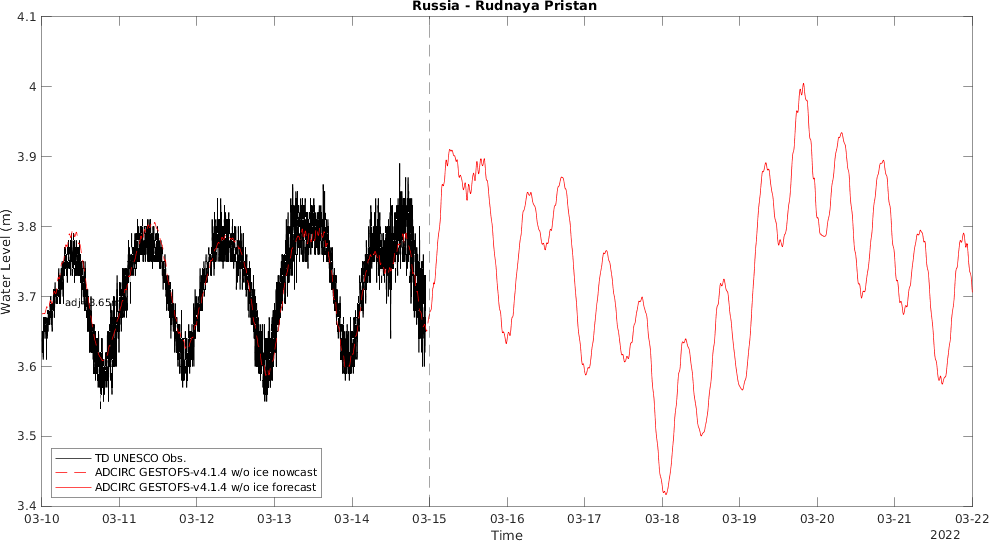 Russia - Rudnaya Pristan
4.1
4
3.9
3.8
3.7
3.6
3.5
3.4
Water Level (m)
TD UNESCO Obs.
ADCIRC GESTOFS-v4.1.4 w/o ice nowcast
ADCIRC GESTOFS-v4.1.4 w/o ice forecast
03-10 03-11 03-12 03-13 03-14 03-15 03-16 03-17 03-18 03-19 03-20 03-21 03-22
Time
2022